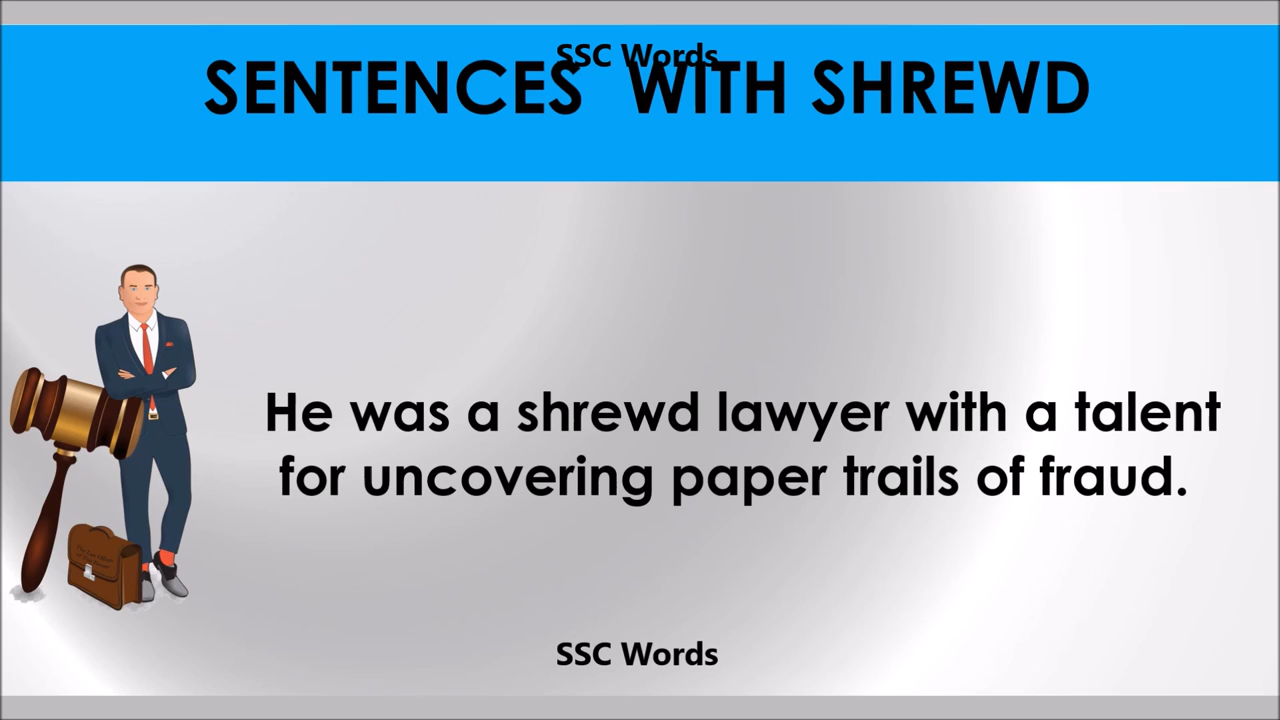 SSC Words
SENTENCES WITH SHREWD
He was a shrewd lawyer with a talent
for uncovering paper trails of fraud.
SSC Words